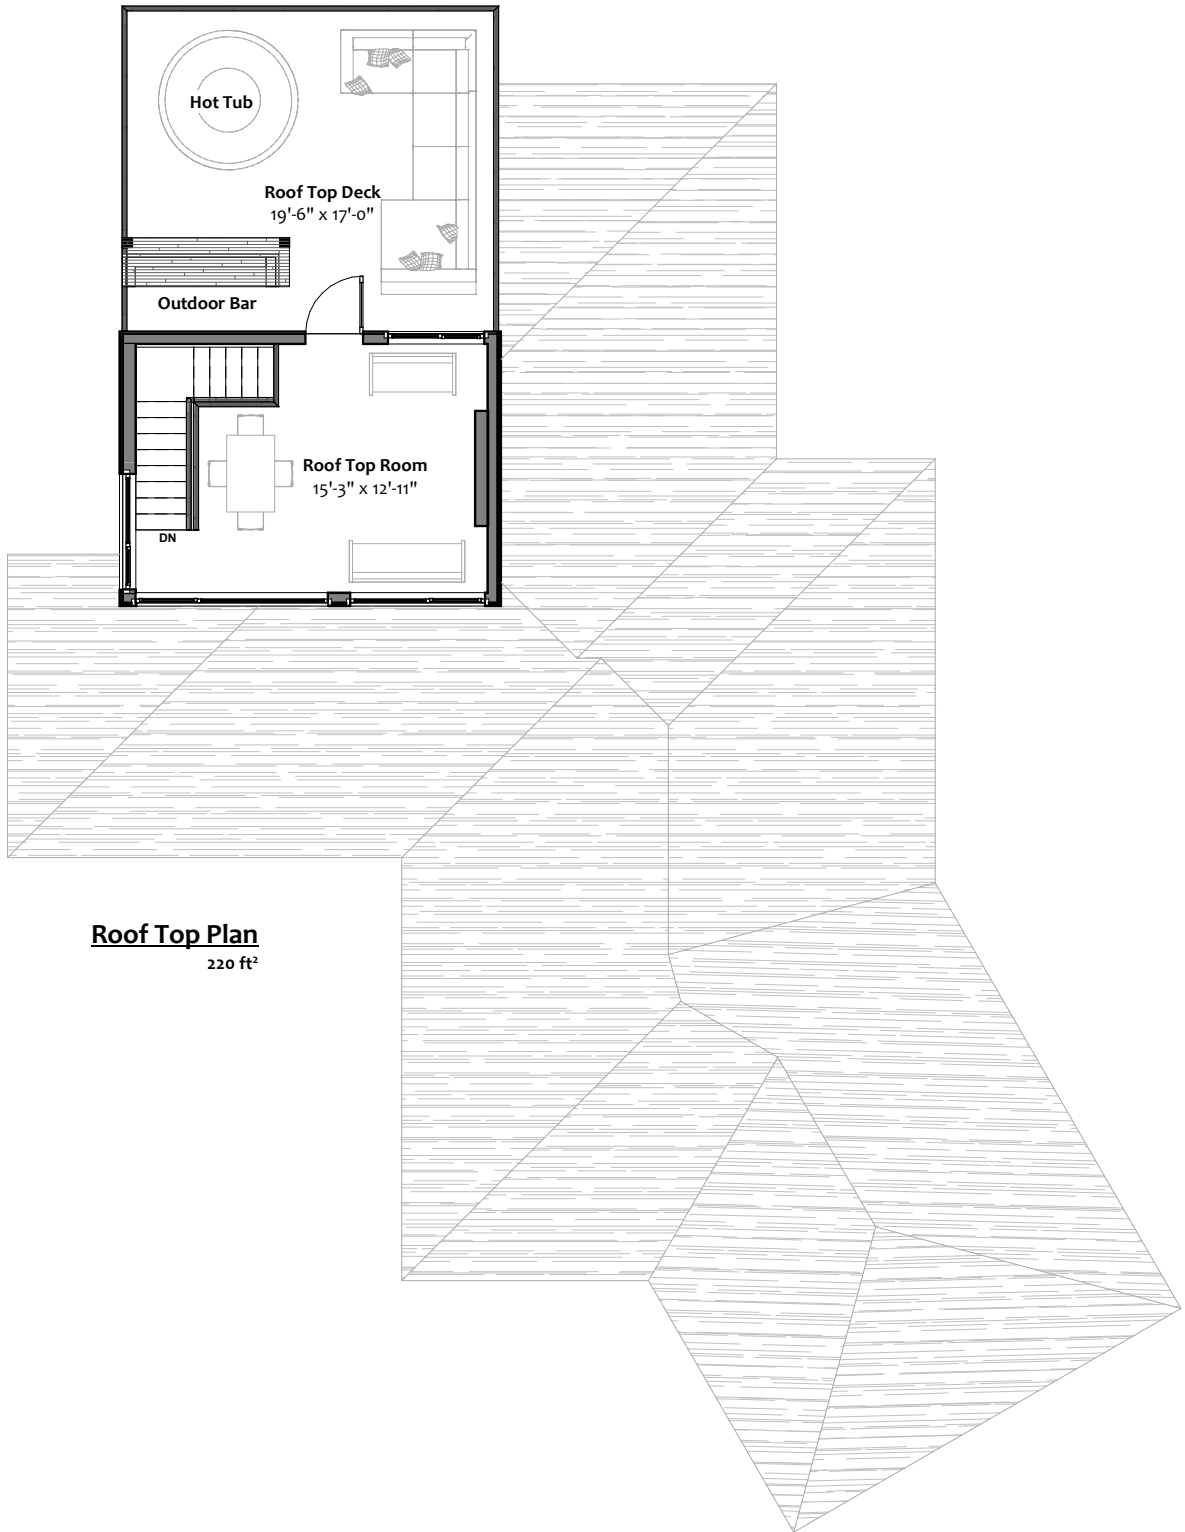 Hot Tub
Roof Top Deck
19'-6" x 17'-0"
Outdoor Bar
Roof Top Room
15'-3" x 12'-11"
DN
Roof Top Plan
220 ft²